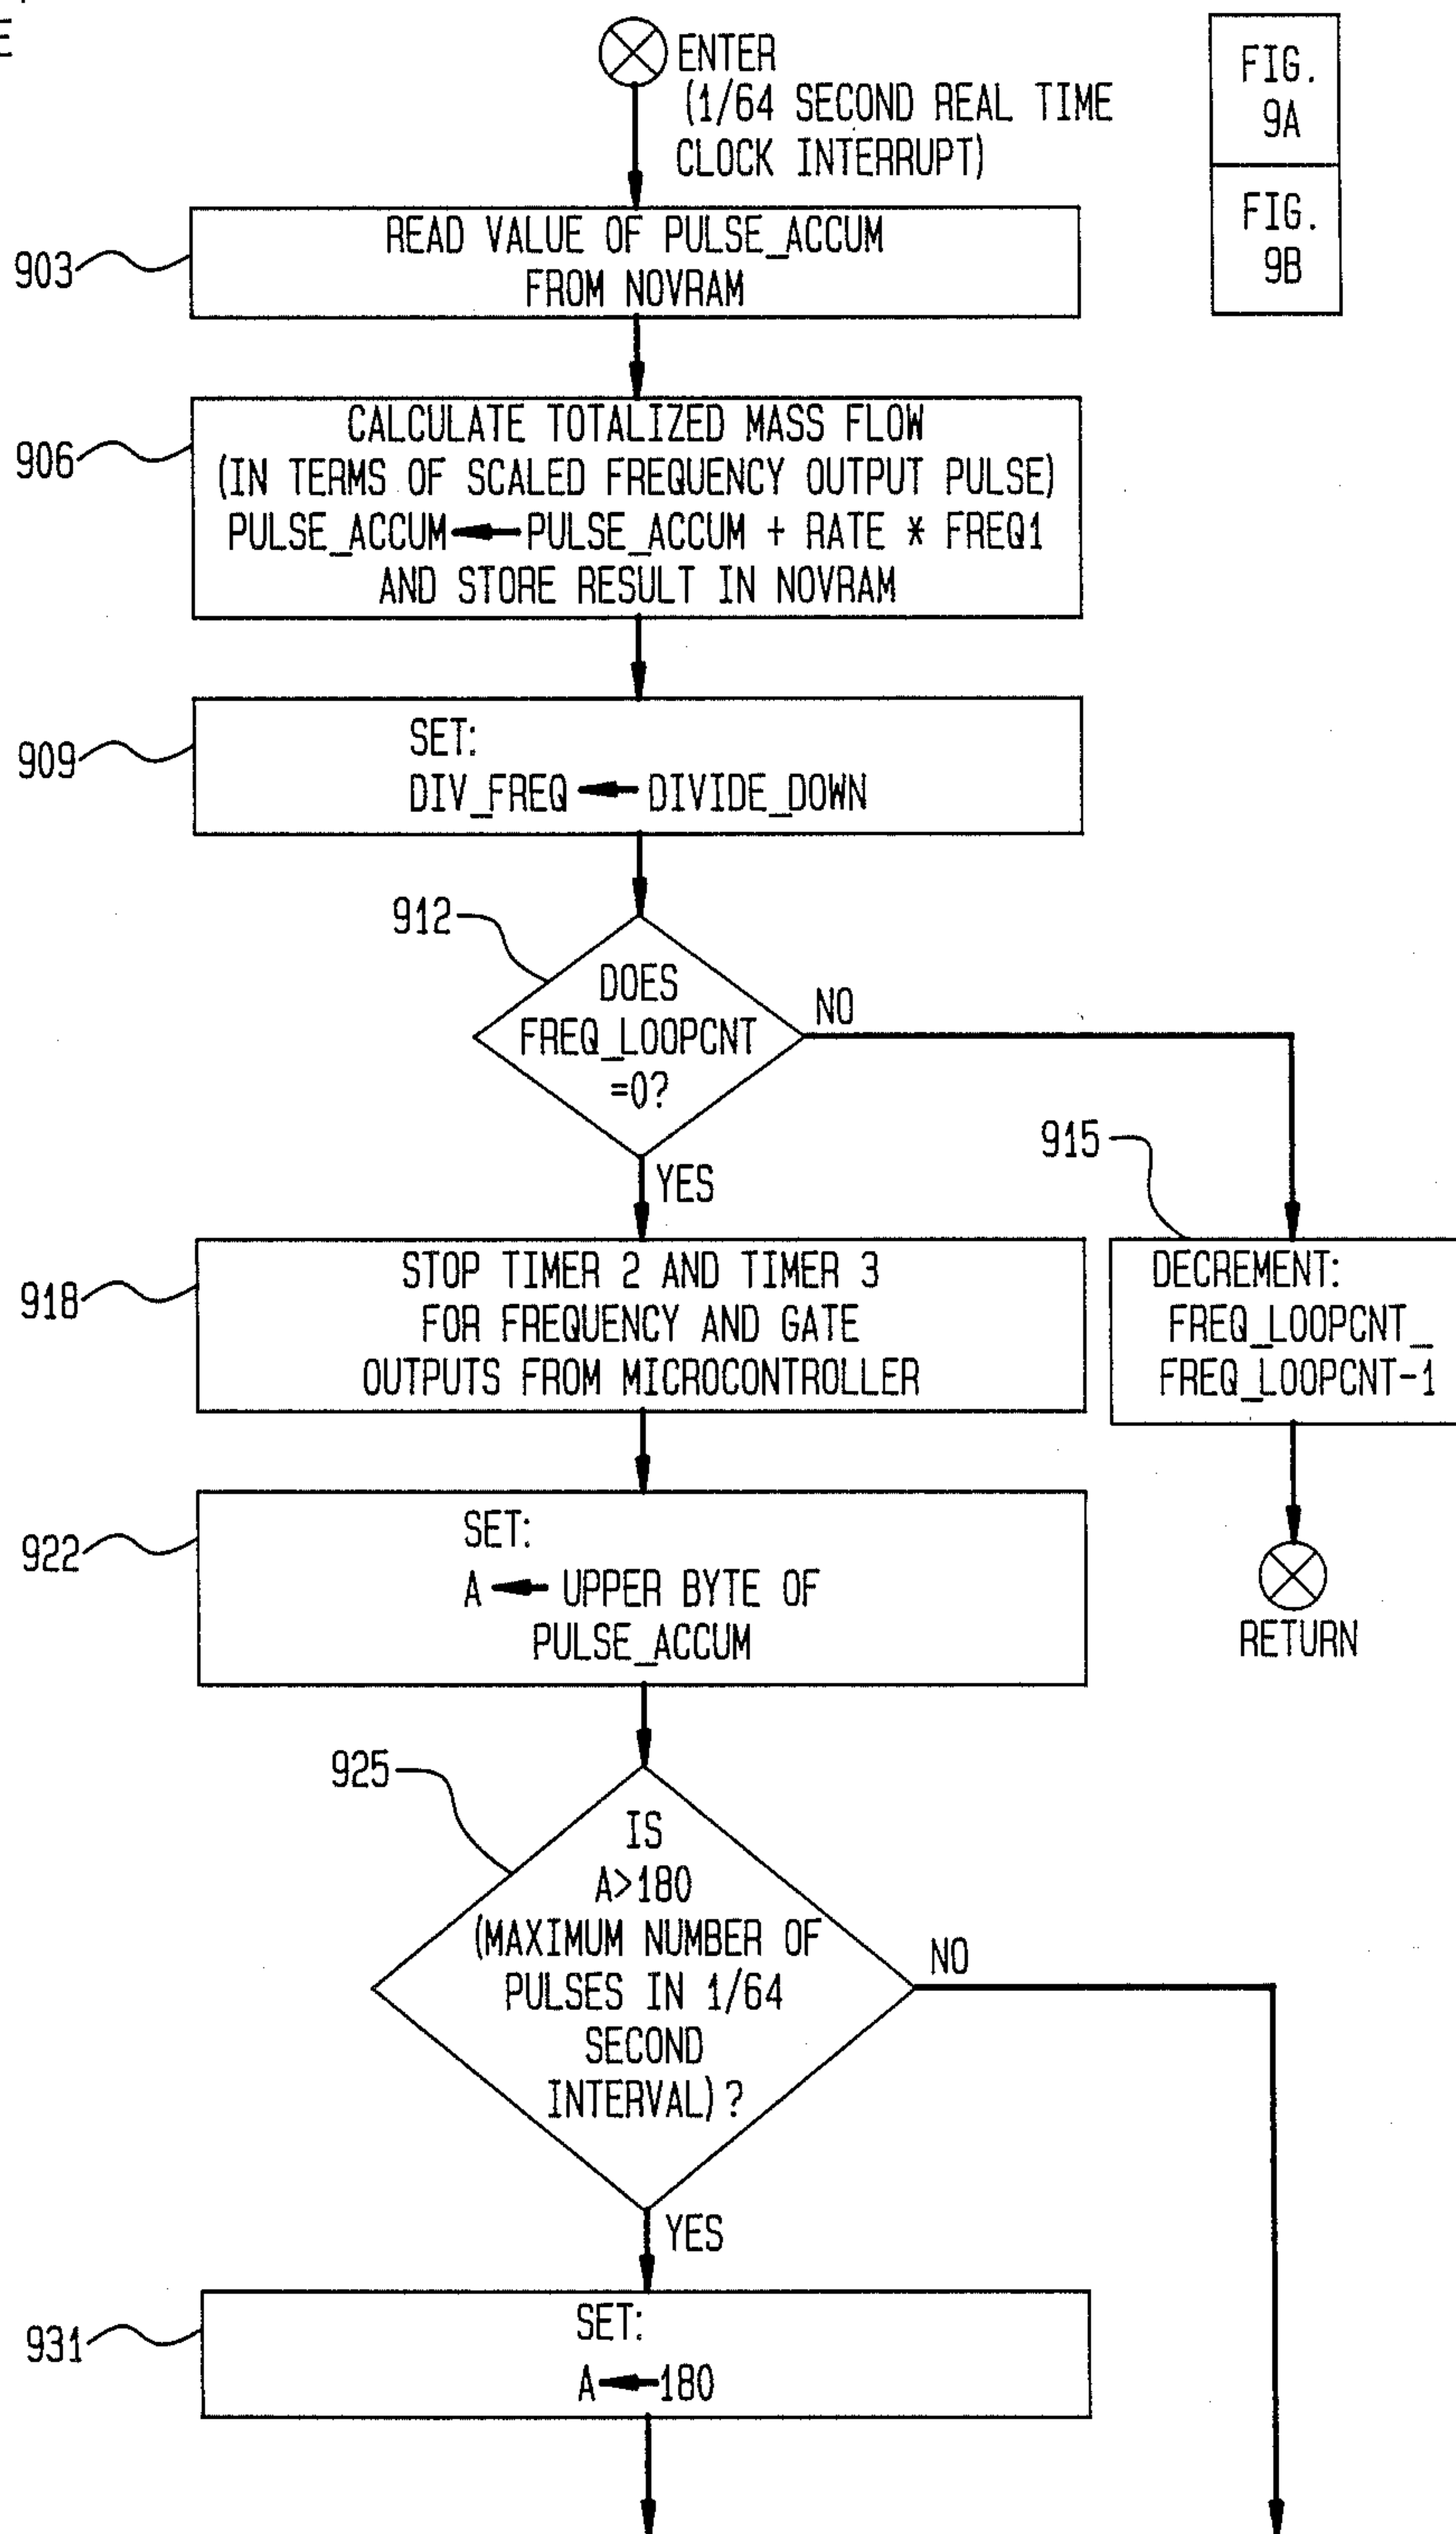 E
ENTER
(1/64 SECOND REAL TIME
CLOCK INTERRUPT)
FIG.
9A
FIG.
9B
903
READ VALUE OF PULSE_ACCUM
FROM NOVRAM
906
CALCULATE TOTALIZED MASS FLOW
(IN TERMS OF SCALED FREQUENCY OUTPUT PULSE)
PULSE_ACCUM ← PULSE_ACCUM + RATE * FREQ1
AND STORE RESULT IN NOVRAM
909
SET:
DIV_FREQ ← DIVIDE_DOWN
912
DOES
FREQ_LOOPCNT
=0?
NO
YES
915
DECREMENT:
FREQ_LOOPCNT_
FREQ_LOOPCNT-1
RETURN
918
STOP TIMER 2 AND TIMER 3
FOR FREQUENCY AND GATE
OUTPUTS FROM MICROCONTROLLER
922
SET:
A ← UPPER BYTE OF
PULSE_ACCUM
925
IS
A>180
(MAXIMUM NUMBER OF
PULSES IN 1/64
SECOND
INTERVAL)?
NO
YES
931
SET:
A ← 180